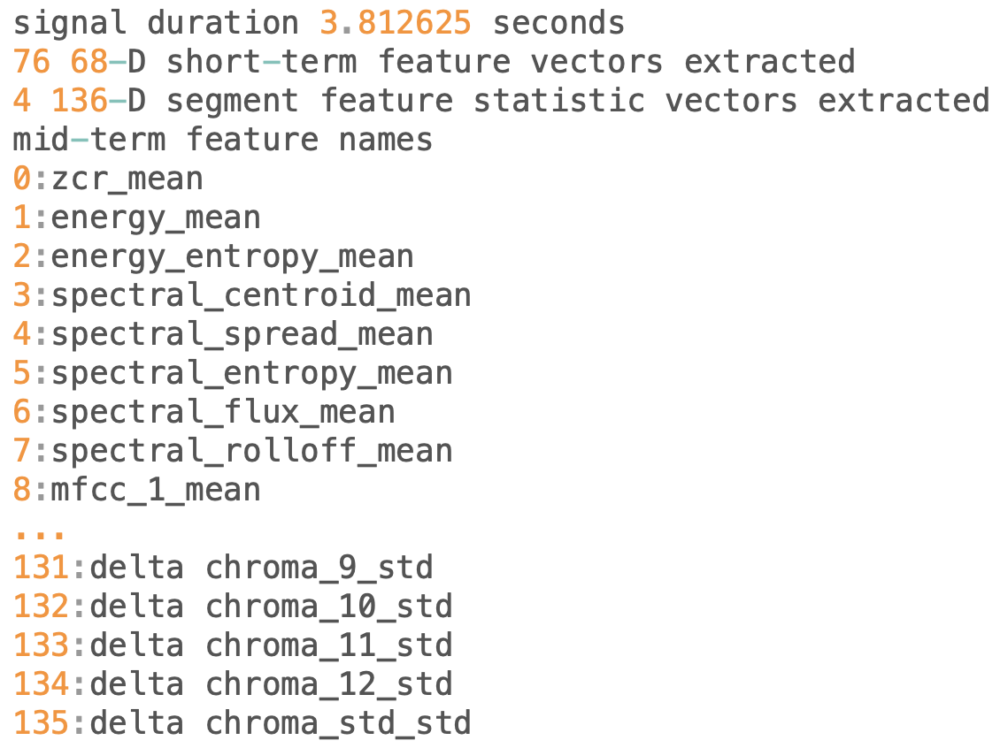 signal duration 3.812625 seconds
76 68-D short-term feature vectors extracted
4 136-D segment feature statistic vectors extracted
mid-term feature names
0:zcr_mean
1:energy_mean
2:energy_entropy_mean
3:spectral_centroid_mean
4:spectral_spread_mean
5:spectral_entropy_mean
6:spectral_flux_mean
7:spectral_rolloff_mean
8:mfcc_1_mean
...
131:delta chroma_9_std
132:delta chroma_10_std
133:delta chroma_11_std
134:delta chroma_12_std
135:delta chroma_std_std